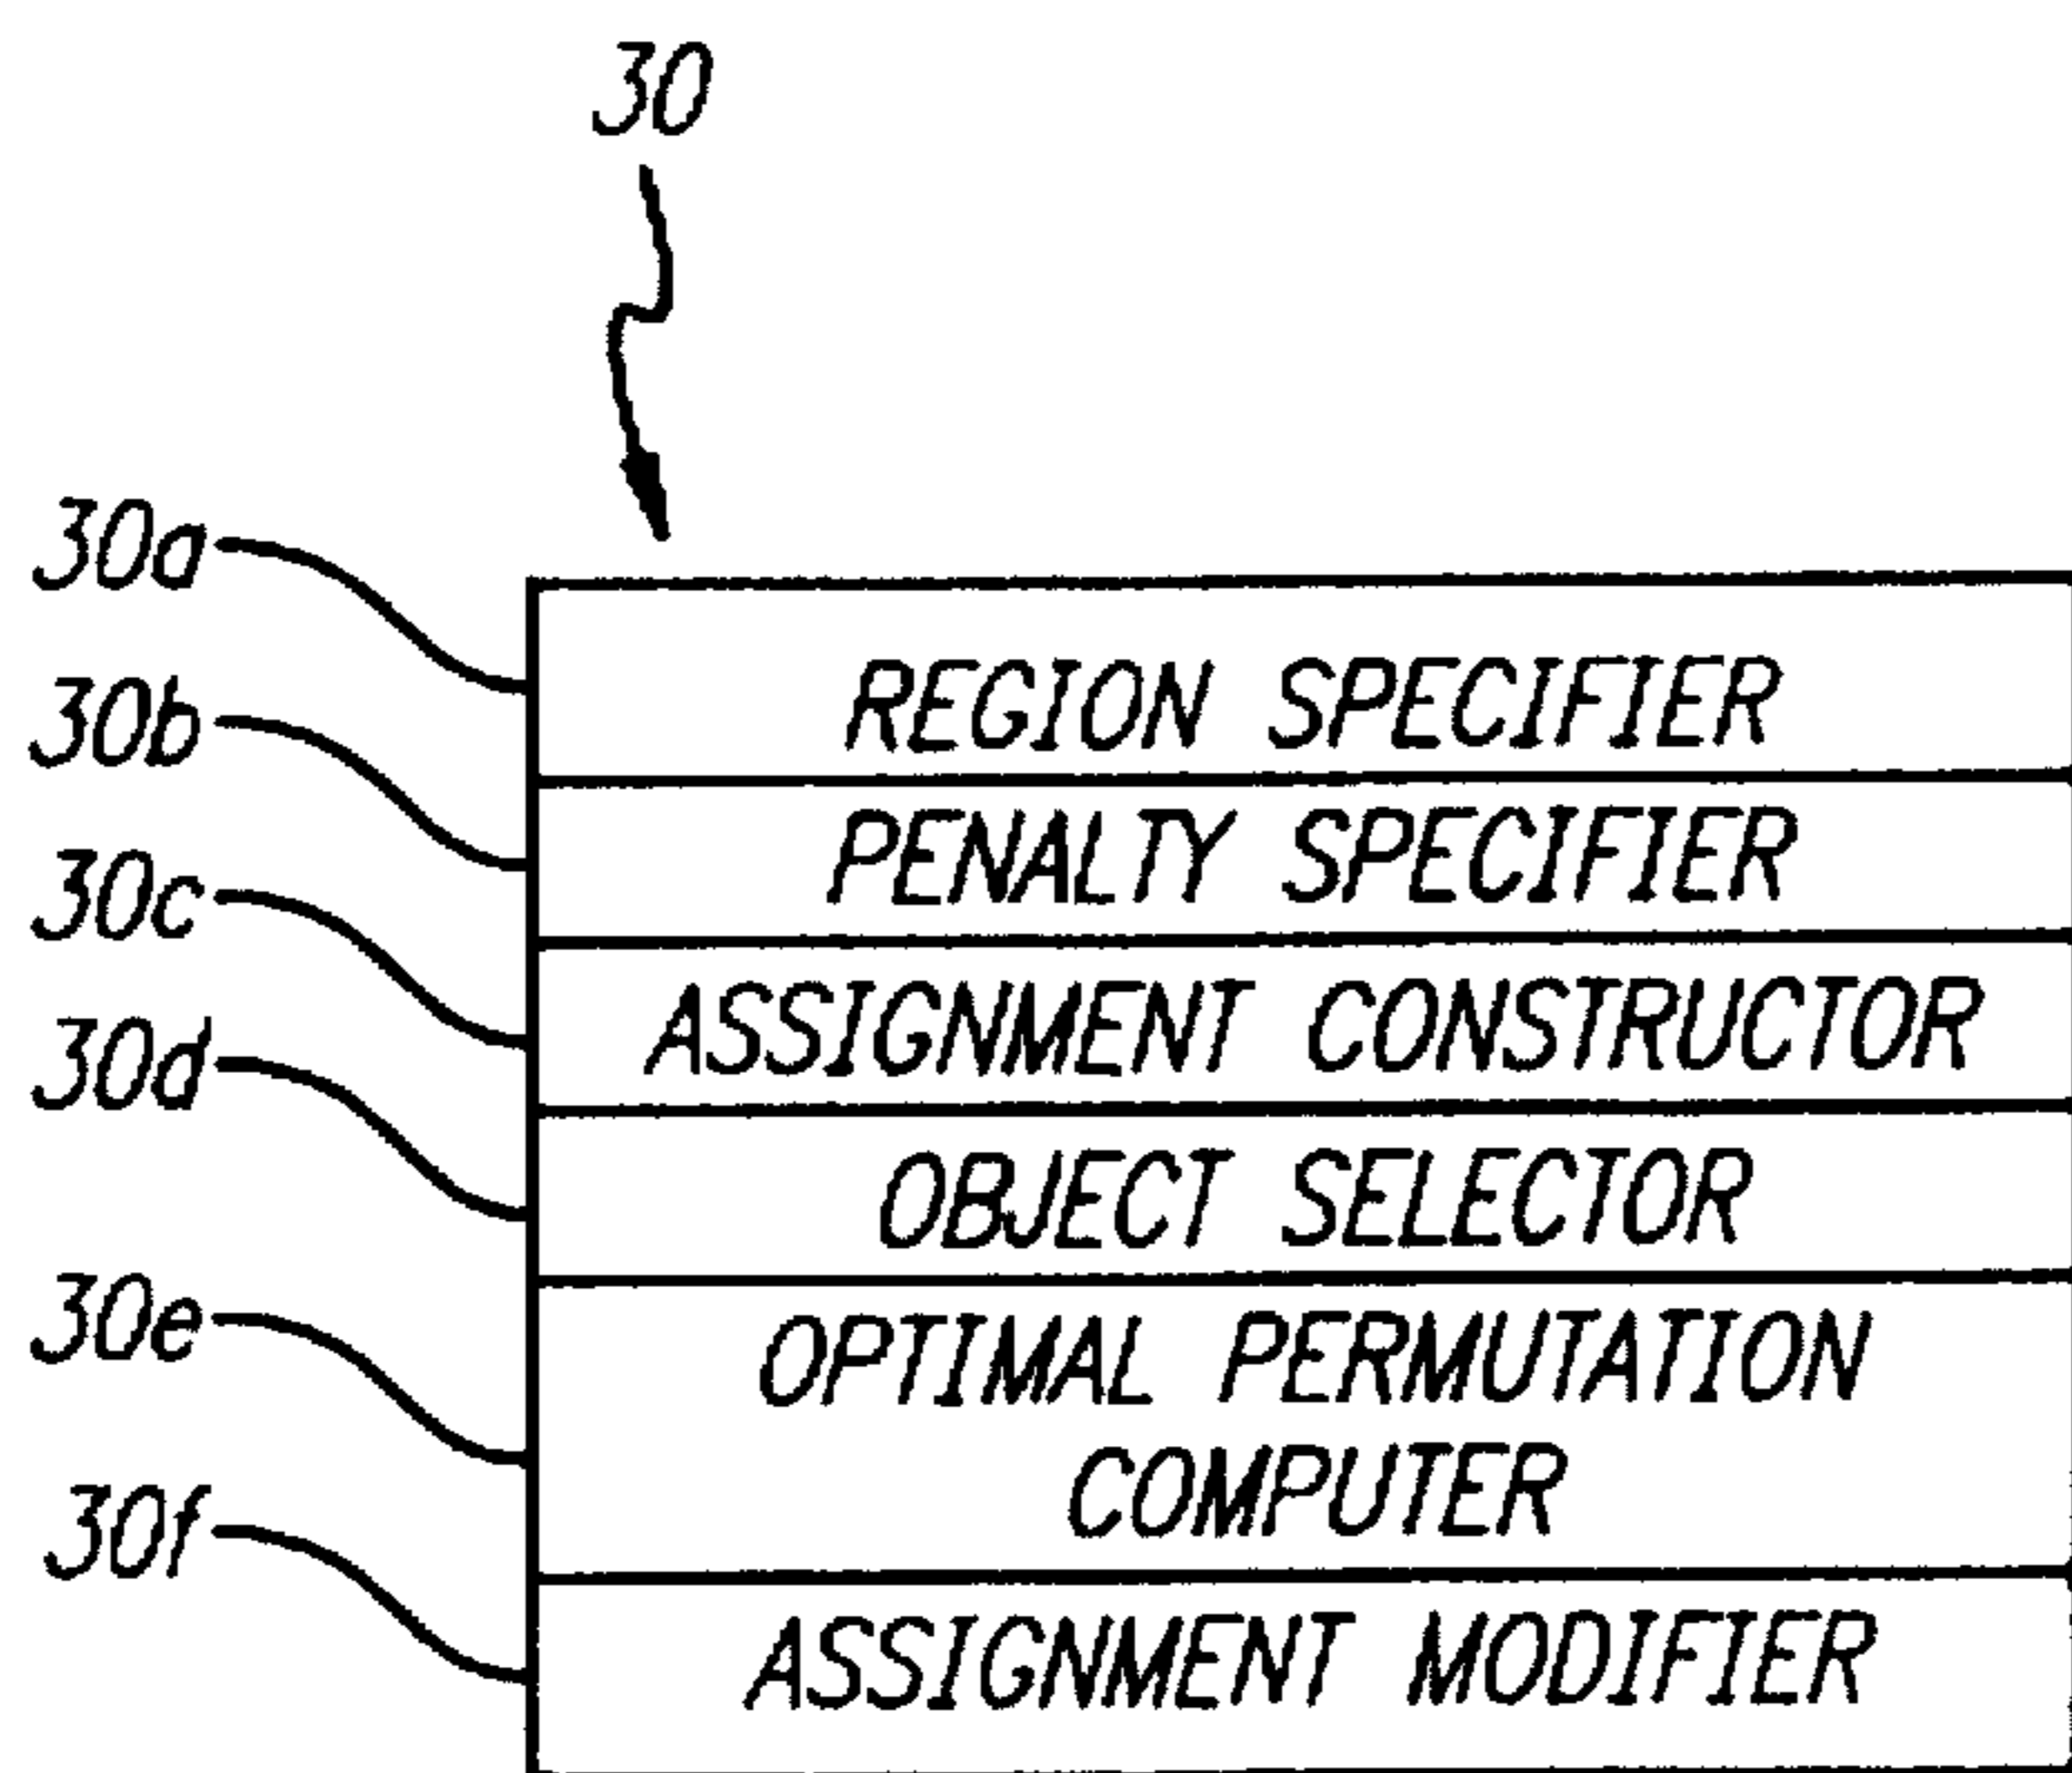 30
30a
REGION SPECIFIER
30b
PENALTY SPECIFIER
30c
ASSIGNMENT CONSTRUCTOR
30d
OBJECT SELECTOR
30e
OPTIMAL PERMUTATION
COMPUTER
30f
ASSIGNMENT MODIFIER